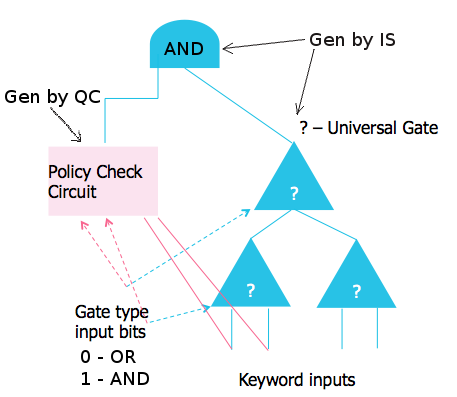 AND
Gen by IS
Gen by QC
? – Universal Gate
Policy Check
Circuit
?
?
?
Gate type
input bits
0 - OR
1 - AND
Keyword inputs